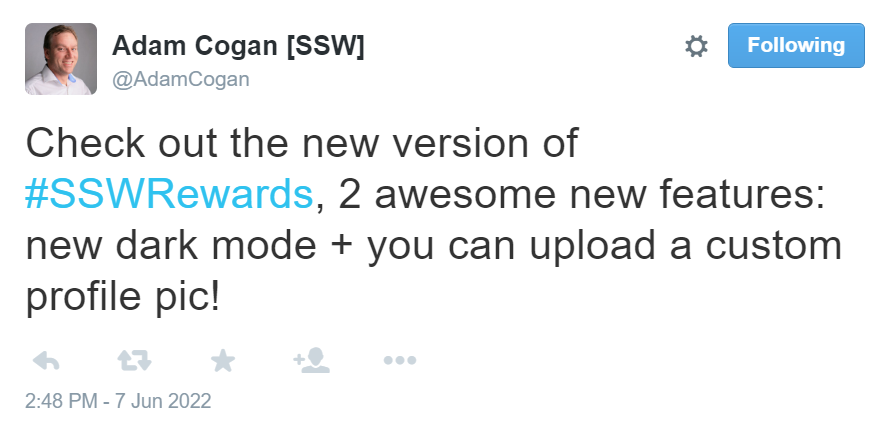 Adam Cogan [SSW]
@AdamCogan
Following
Check out the new version of
#SSWRewards, 2 awesome new features:
new dark mode + you can upload a custom
profile pic!
2:48 PM - 7 Jun 2022